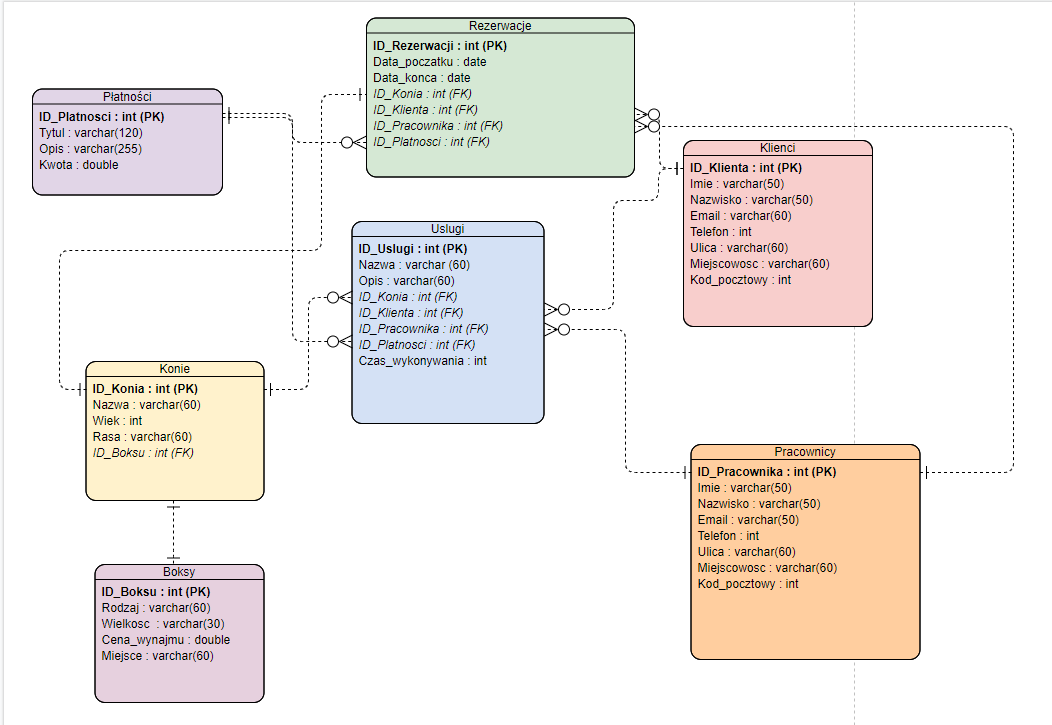 Rezerwacje
ID_Rezerwacji : int (PK)
Data_poczatku : date
Data_konca : date
ID_Konia : int (FK)
ID_Klienta : int (FK)
ID_Pracownika : int (FK)
ID_Platnosci : int (FK)
Płatności
ID_Platnosci : int (PK)
Tytul : varchar(120)
Opis : varchar(255)
Kwota : double
Klienci
ID_Klienta : int (PK)
Imie : varchar(50)
Nazwisko : varchar(50)
Email : varchar(60)
Telefon : int
Ulica : varchar(60)
Miejscowosc : varchar(60)
Kod_pocztowy : int
Uslugi
ID_Uslugi : int (PK)
Nazwa : varchar (60)
Opis : varchar(60)
ID_Konia : int (FK)
ID_Klienta : int (FK)
ID_Pracownika : int (FK)
ID_Platnosci : int (FK)
Czas_wykonywania : int
Konie
ID_Konia : int (PK)
Nazwa : varchar(60)
Wiek : int
Rasa : varchar(60)
ID_Boksu : int (FK)
Pracownicy
ID_Pracownika : int (PK)
Imie : varchar(50)
Nazwisko : varchar(50)
Email : varchar(50)
Telefon : int
Ulica : varchar(60)
Miejscowosc : varchar(60)
Kod_pocztowy : int
Boksy
ID_Boksu : int (PK)
Rodzaj : varchar(60)
Wielkosc : varchar(30)
Cena_wynajmu : double
Miejsce : varchar(60)